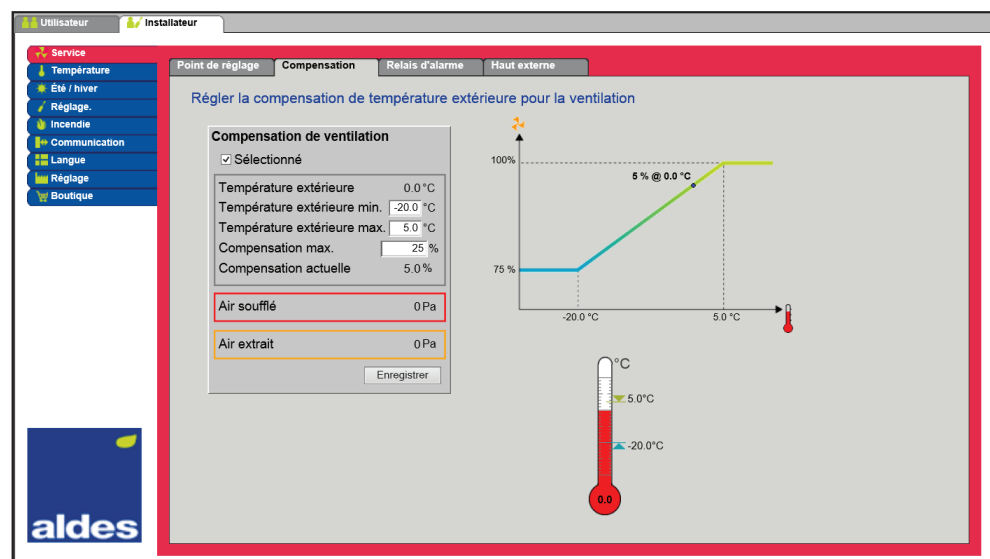 Utilisateur
Installateur
Service
Température
Été / hiver
Réglage.
Incendie
Communication
Langue
Réglage
Boutique
Point de réglage
Compensation
Relais d'alarme
Haut externe
Régler la compensation de température extérieure pour la ventilation
Compensation de ventilation
Sélectionné
Température extérieure 0.0 °C
Température extérieure min. -20.0 °C
Température extérieure max. 5.0 °C
Compensation max. 25 %
Compensation actuelle 5.0 %
Air soufflé 0 Pa
Air extrait 0 Pa
Enregistrer
100%
5 % @ 0.0 °C
75 %
-20.0 °C
5.0 °C
°C
5.0°C
-20.0°C
0.0
aldes